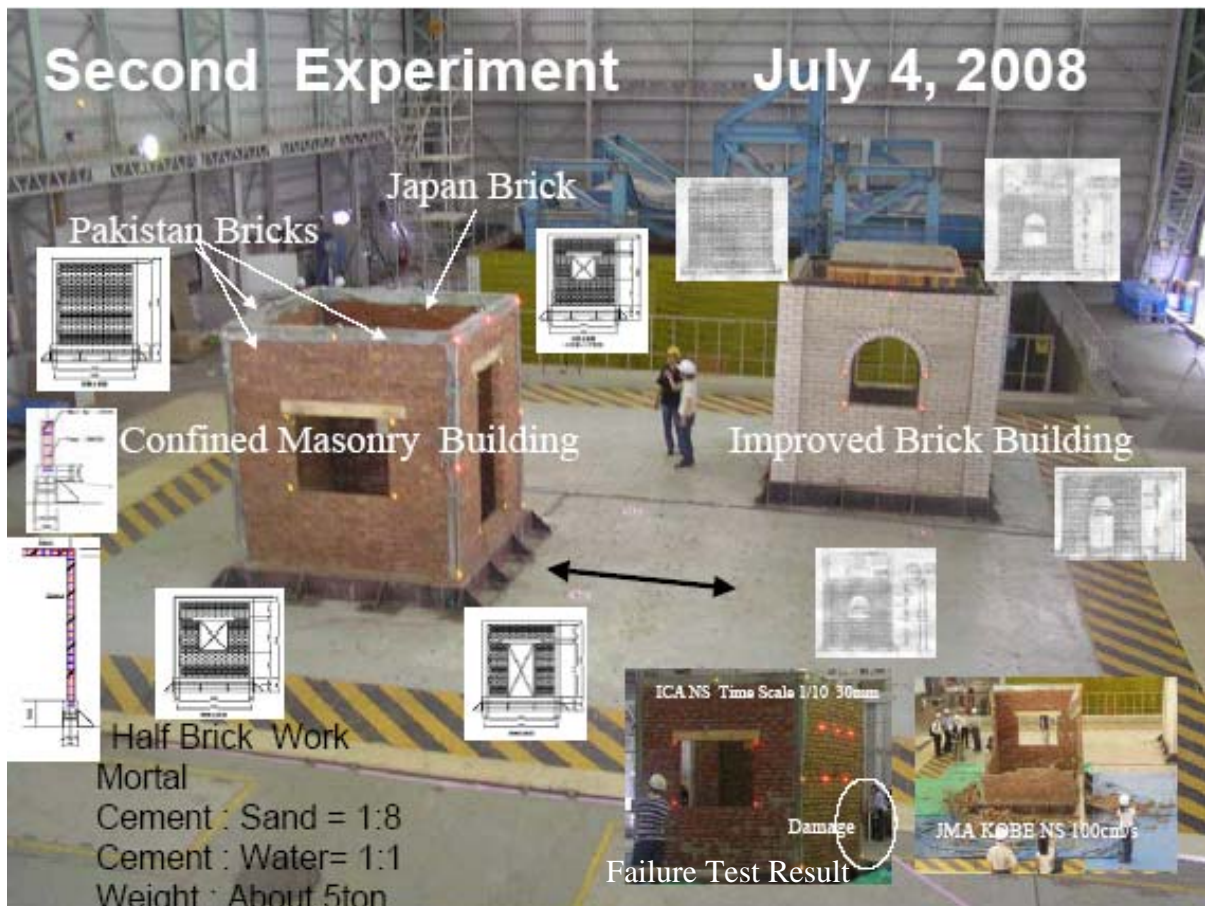 Second Experiment July 4, 2008
Japan Brick
Pakistan Bricks
Confined Masonry Building
Improved Brick Building
Half Brick Work
Mortal
Cement : Sand = 1:8
Cement : Water= 1:1
Weight : About 5ton
ICA NS Time Scale 1/10 30mm
Damage
Failure Test Result
JMA KOBE NS 100cm/s